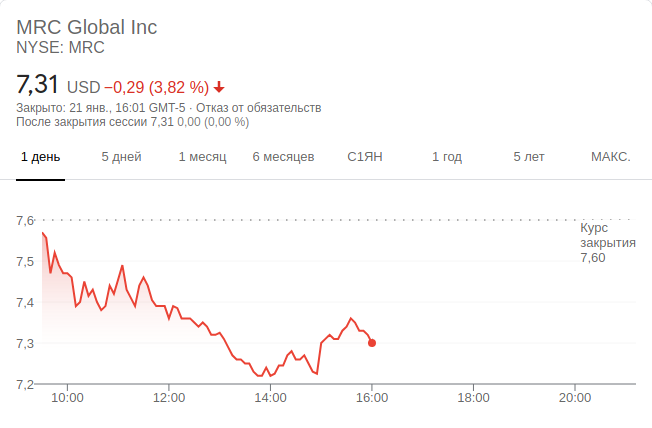 MRC Global Inc
NYSE: MRC
7,31 USD −0,29 (3,82 %)
Закрыто: 21 янв., 16:01 GMT-5 · Отказ от обязательств
После закрытия сессии 7,31 0,00 (0,00 %)
1 день 5 дней 1 месяц 6 месяцев С1ЯН 1 год 5 лет МАКС.
7,6
Курс
закрытия
7,60
7,5
7,4
7,3
7,2
10:00 12:00 14:00 16:00 18:00 20:00